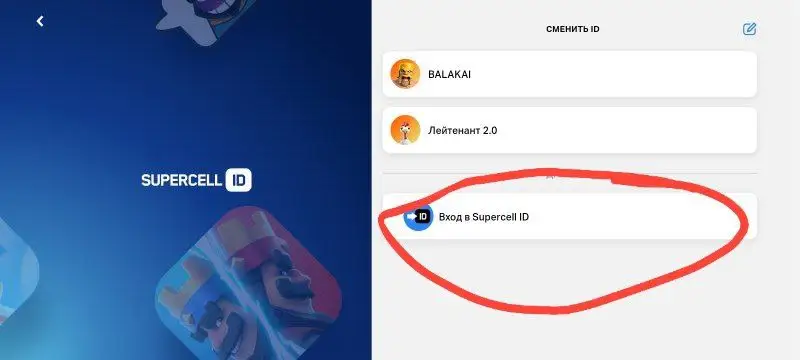 СМЕНИТЬ ID
BALAKAI
Лейтенант 2.0
SUPERCELL ID
ID Вход в Supercell ID